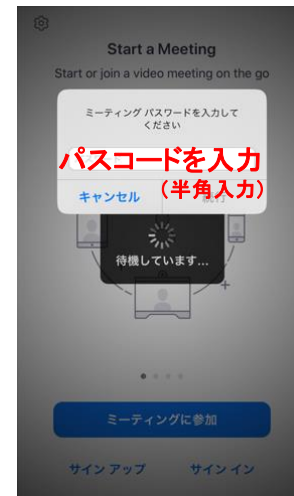 Start a Meeting
Start or join a video meeting on the go
ミーティング パスワードを入力して
ください
パスコードを入力
(半角入力)
キャンセル
待機しています...
ミーティングに参加
サインアップ
サインイン